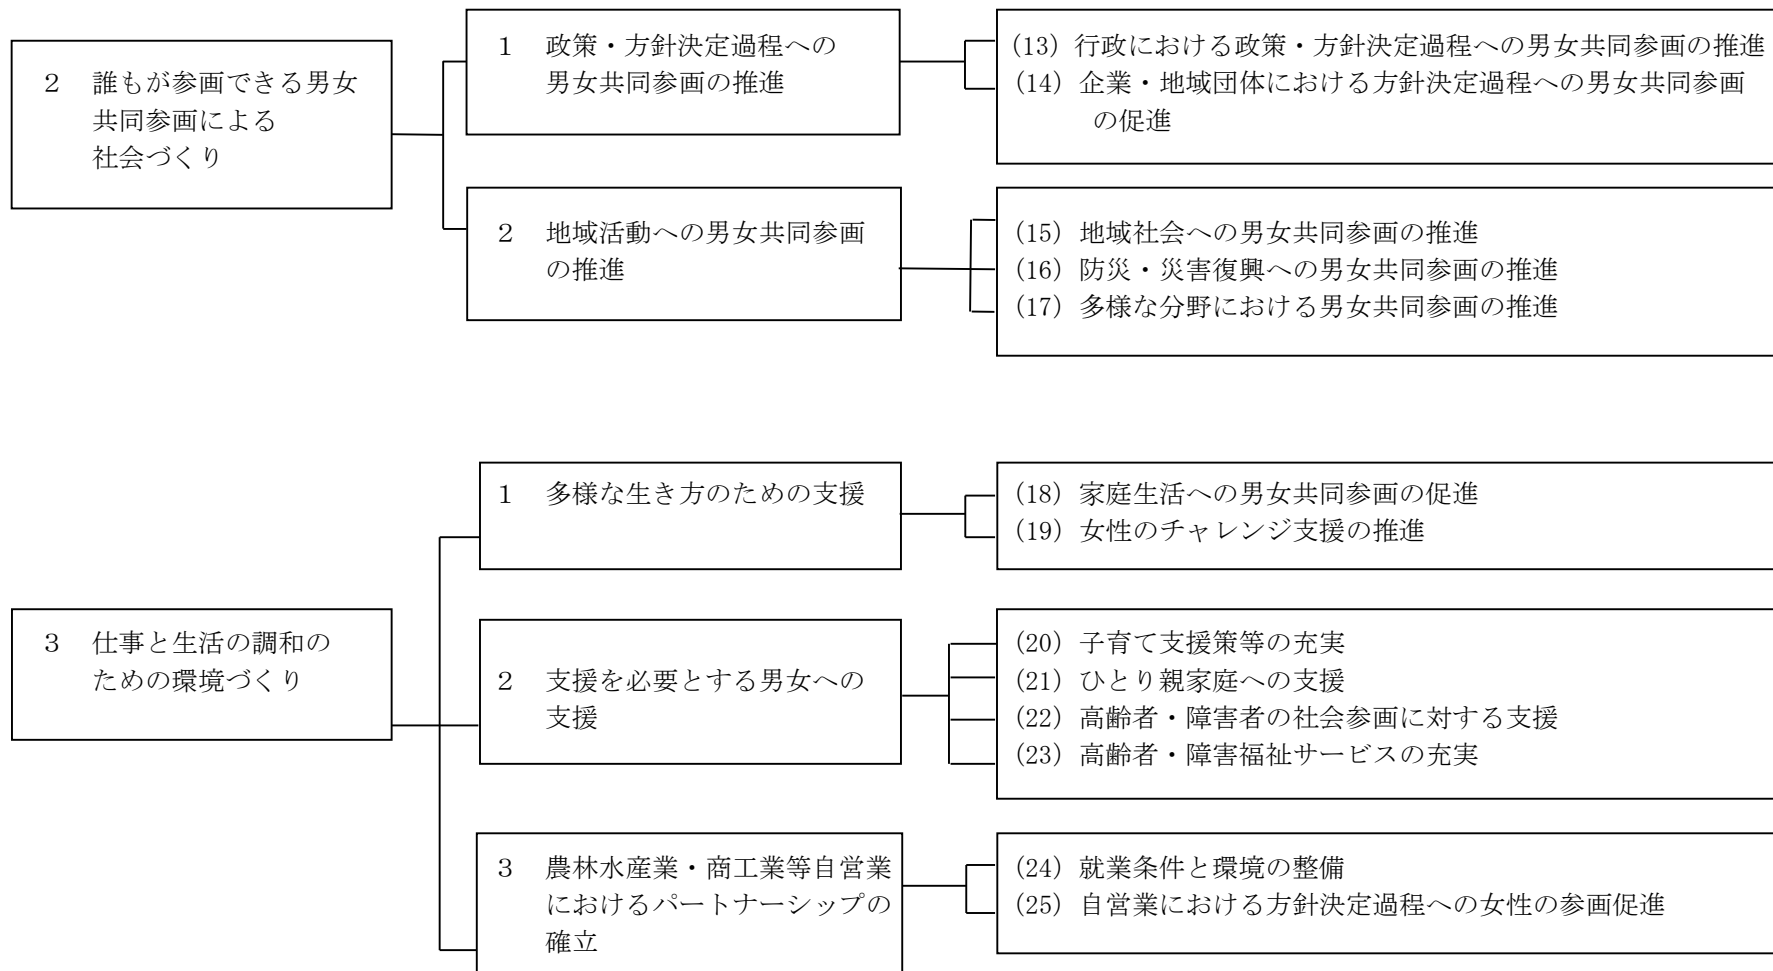 2 誰もが参画できる男女
共同参画による
社会づくり
1 政策・方針決定過程への
男女共同参画の推進
(13) 行政における政策・方針決定過程への男女共同参画の推進
(14) 企業・地域団体における方針決定過程への男女共同参画
の促進
2 地域活動への男女共同参画
の推進
(15) 地域社会への男女共同参画の推進
(16) 防災・災害復興への男女共同参画の推進
(17) 多様な分野における男女共同参画の推進
3 仕事と生活の調和の
ための環境づくり
1 多様な生き方のための支援
(18) 家庭生活への男女共同参画の促進
(19) 女性のチャレンジ支援の推進
2 支援を必要とする男女への
支援
(20) 子育て支援策等の充実
(21) ひとり親家庭への支援
(22) 高齢者・障害者の社会参画に対する支援
(23) 高齢者・障害福祉サービスの充実
3 農林水産業・商工業等自営業
におけるパートナーシップの
確立
(24) 就業条件と環境の整備
(25) 自営業における方針決定過程への女性の参画促進